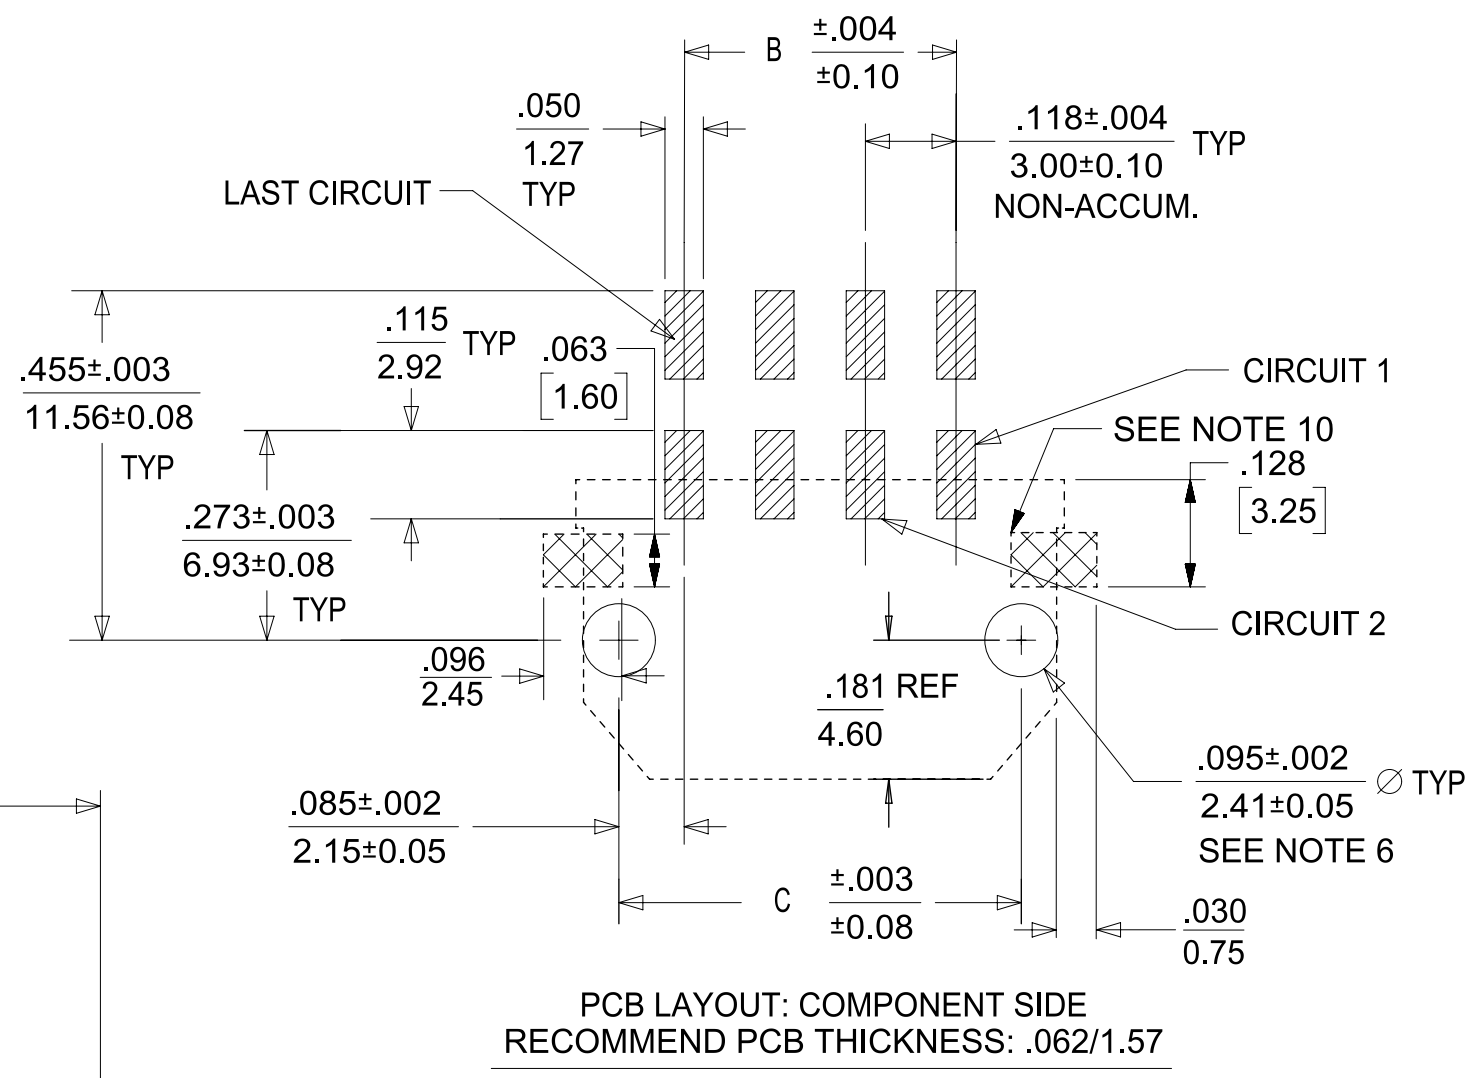 B
±.004
±0.10
.050
1.27
TYP
.118±.004
3.00±0.10
TYP
NON-ACCUM.
LAST CIRCUIT
.115
2.92
TYP
.063
[1.60]
.455±.003
11.56±0.08
TYP
CIRCUIT 1
SEE NOTE 10
.128
[3.25]
.273±.003
6.93±0.08
TYP
CIRCUIT 2
.096
2.45
.181 REF
4.60
.095±.002
2.41±0.05
∅ TYP
SEE NOTE 6
.085±.002
2.15±0.05
C
±.003
±0.08
.030
0.75
PCB LAYOUT: COMPONENT SIDE
RECOMMEND PCB THICKNESS: .062/1.57